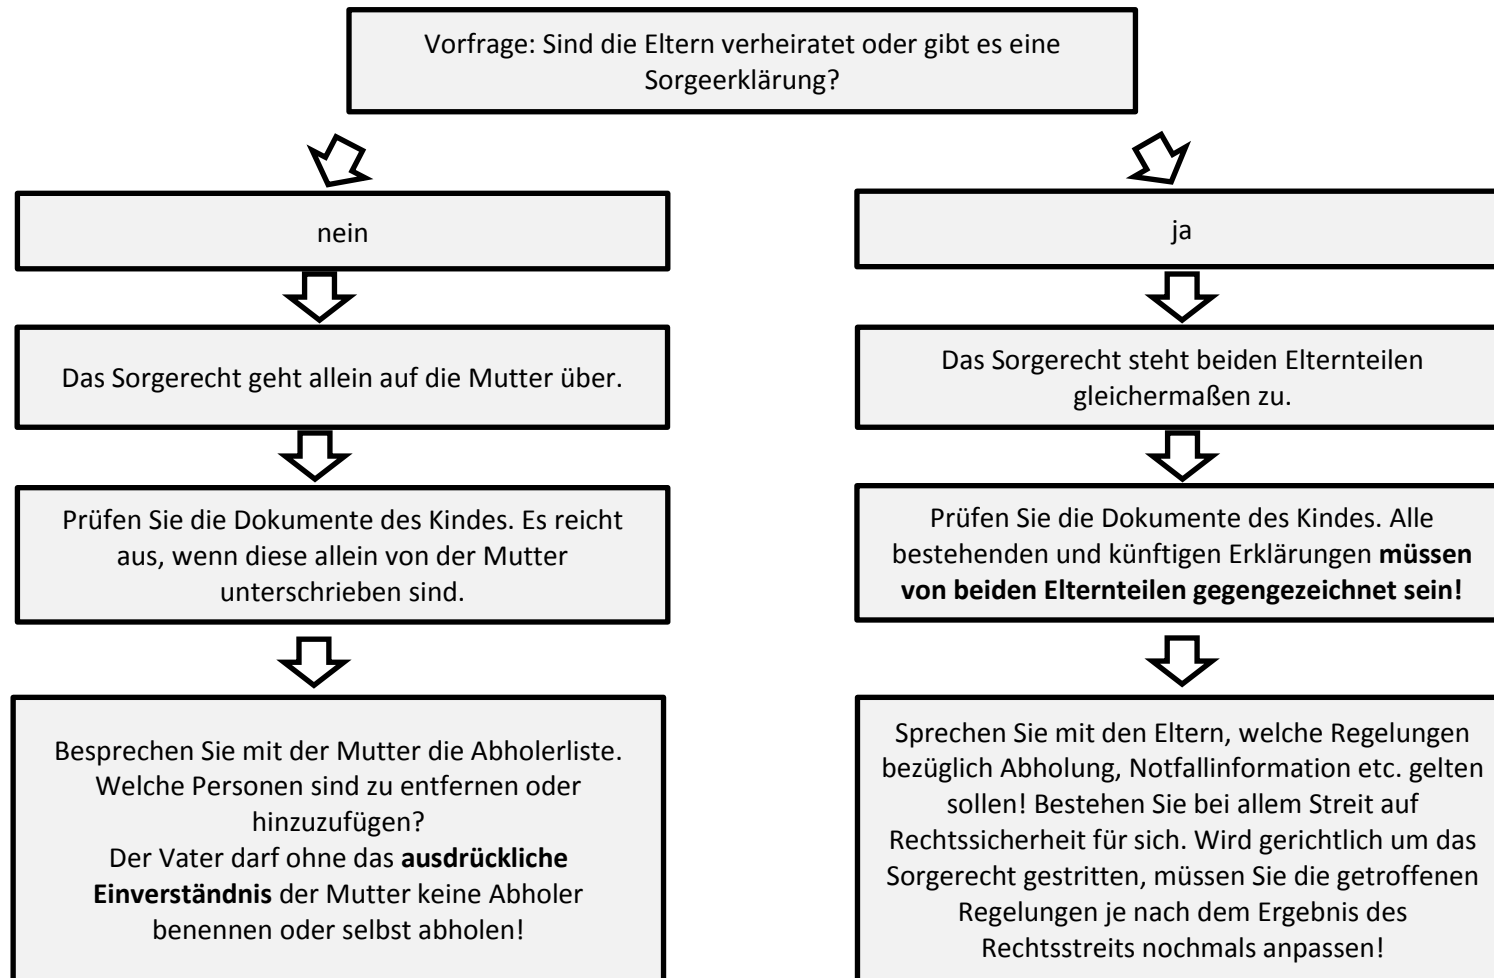 Vorfrage: Sind die Eltern verheiratet oder gibt es eine
Sorgeerklärung?
nein
Das Sorgerecht geht allein auf die Mutter über.
Prüfen Sie die Dokumente des Kindes. Es reicht
aus, wenn diese allein von der Mutter
unterschrieben sind.
Besprechen Sie mit der Mutter die Abholerliste.
Welche Personen sind zu entfernen oder
hinzuzufügen?
Der Vater darf ohne das ausdrückliche
Einverständnis der Mutter keine Abholer
benennen oder selbst abholen!
ja
Das Sorgerecht steht beiden Elternteilen
gleichermaßen zu.
Prüfen Sie die Dokumente des Kindes. Alle
bestehenden und künftigen Erklärungen müssen
von beiden Elternteilen gegengezeichnet sein!
Sprechen Sie mit den Eltern, welche Regelungen
bezüglich Abholung, Notfallinformation etc. gelten
sollen! Bestehen Sie bei allem Streit auf
Rechtssicherheit für sich. Wird gerichtlich um das
Sorgerecht gestritten, müssen Sie die getroffenen
Regelungen je nach dem Ergebnis des
Rechtsstreits nochmals anpassen!